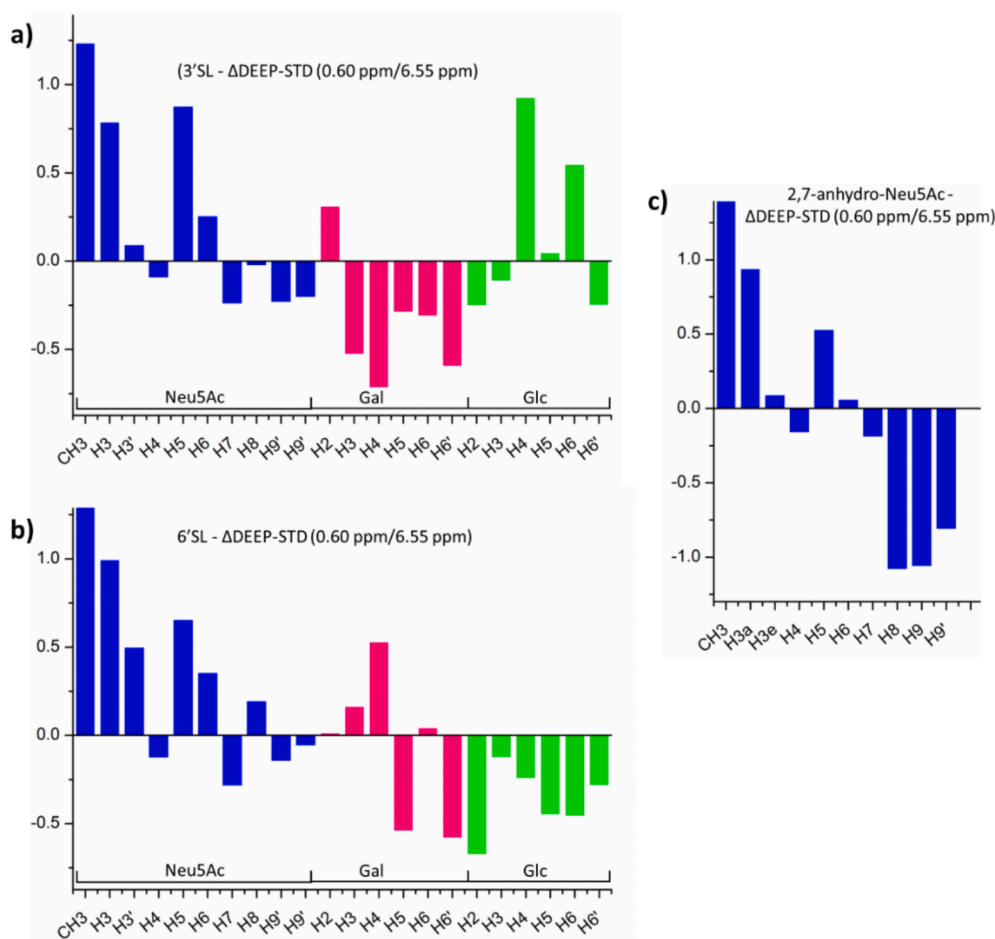 a)
(3'SL - ΔDEEP-STD (0.60 ppm/6.55 ppm)
1.0
0.5
0.0
-0.5
Neu5Ac Gal Glc
CH3 H3 H3' H4 H5 H6 H7 H8 H9' H9' H2 H3 H4 H5 H6 H6' H2 H3 H4 H5 H6 H6'
b)
6'SL - ΔDEEP-STD (0.60 ppm/6.55 ppm)
1.0
0.5
0.0
-0.5
Neu5Ac Gal Glc
CH3 H3 H3' H4 H5 H6 H7 H8 H9' H9' H2 H3 H4 H5 H6 H6' H2 H3 H4 H5 H6 H6'
c)
2,7-anhydro-Neu5Ac-
ΔDEEP-STD (0.60 ppm/6.55 ppm)
1.0
0.5
0.0
-0.5
-1.0
CH3 H3a H3e H4 H5 H6 H7 H8 H9 H9'